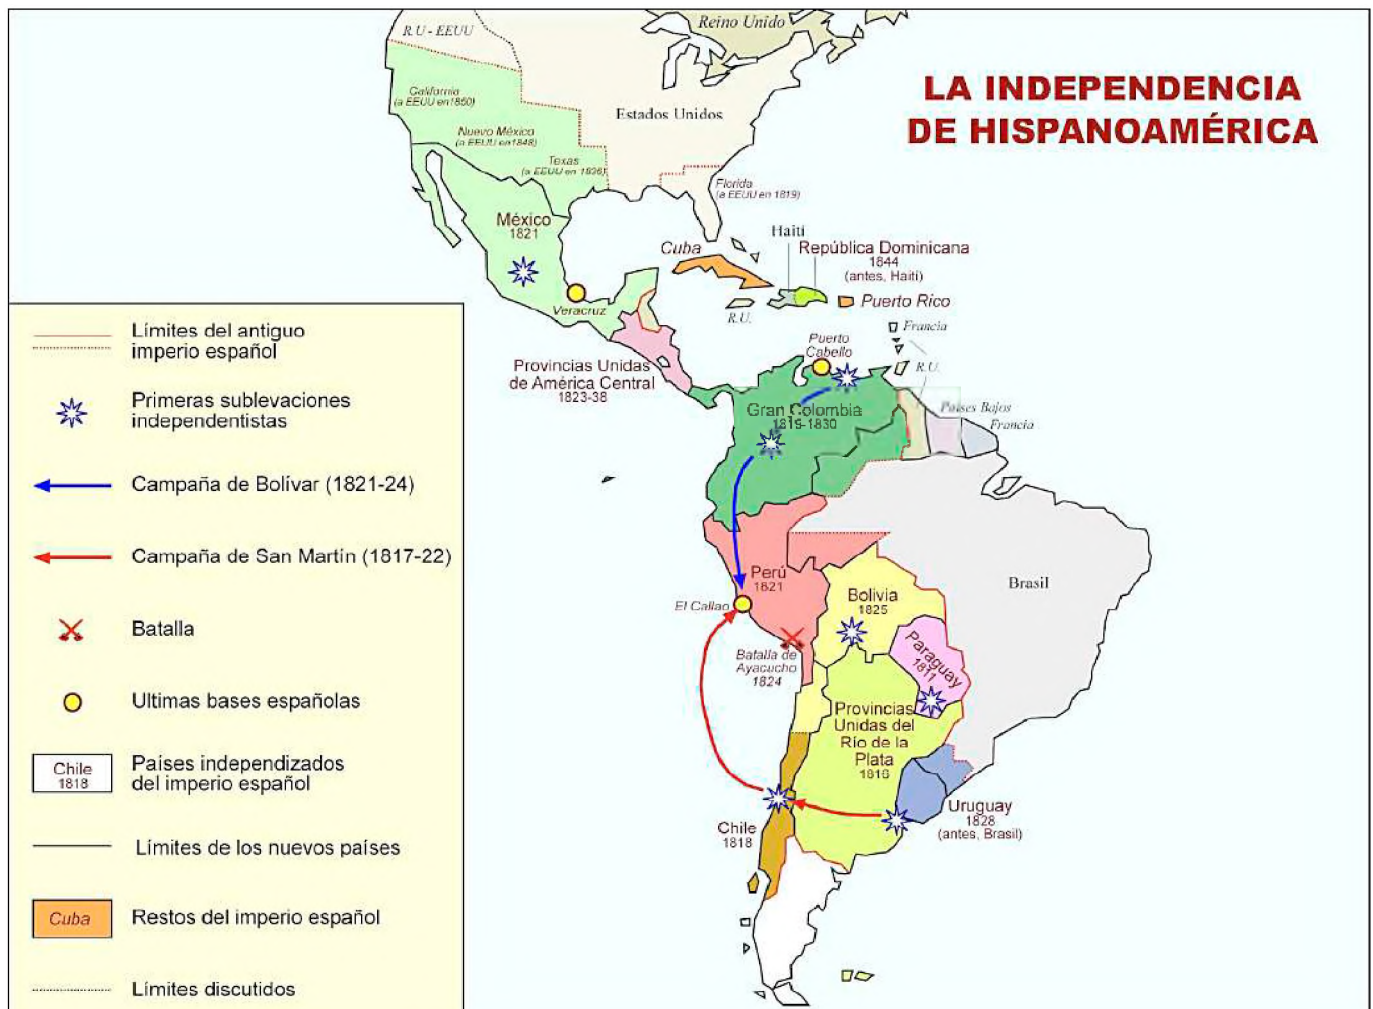 LA INDEPENDENCIA
DE HISPANOAMÉRICA
R.U - EEUU
Reino Unido
California
(a EEUU en 1850)
Nuevo México
(a EEUU en 1848)
Texas
(a EEUU en 1836)
Estados Unidos
Florida
(a EEUU en 1819)
México
1821
Veracruz
Cuba
Haití
República Dominicana
1844
(antes, Haití)
Puerto Rico
R.U.
Francia
Puerto
Cabello
R.U.
Provincias Unidas
de América Central
1823-38
Gran Colombia
1819-1830
Países Bajos
Francia
Perú
1821
El Callao
Bolivia
1825
Brasil
Batalla de
Ayacucho
1824
Paraguay
1811
Provincias
Unidas del
Río de la
Plata
1816
Uruguay
1828
(antes, Brasil)
Chile
1818
Límites del antiguo
imperio español
Primeras sublevaciones
independentistas
Campaña de Bolívar (1821-24)
Campaña de San Martín (1817-22)
Batalla
Ultimas bases españolas
Chile
1818
Países independizados
del imperio español
Límites de los nuevos países
Cuba
Restos del imperio español
Límites discutidos